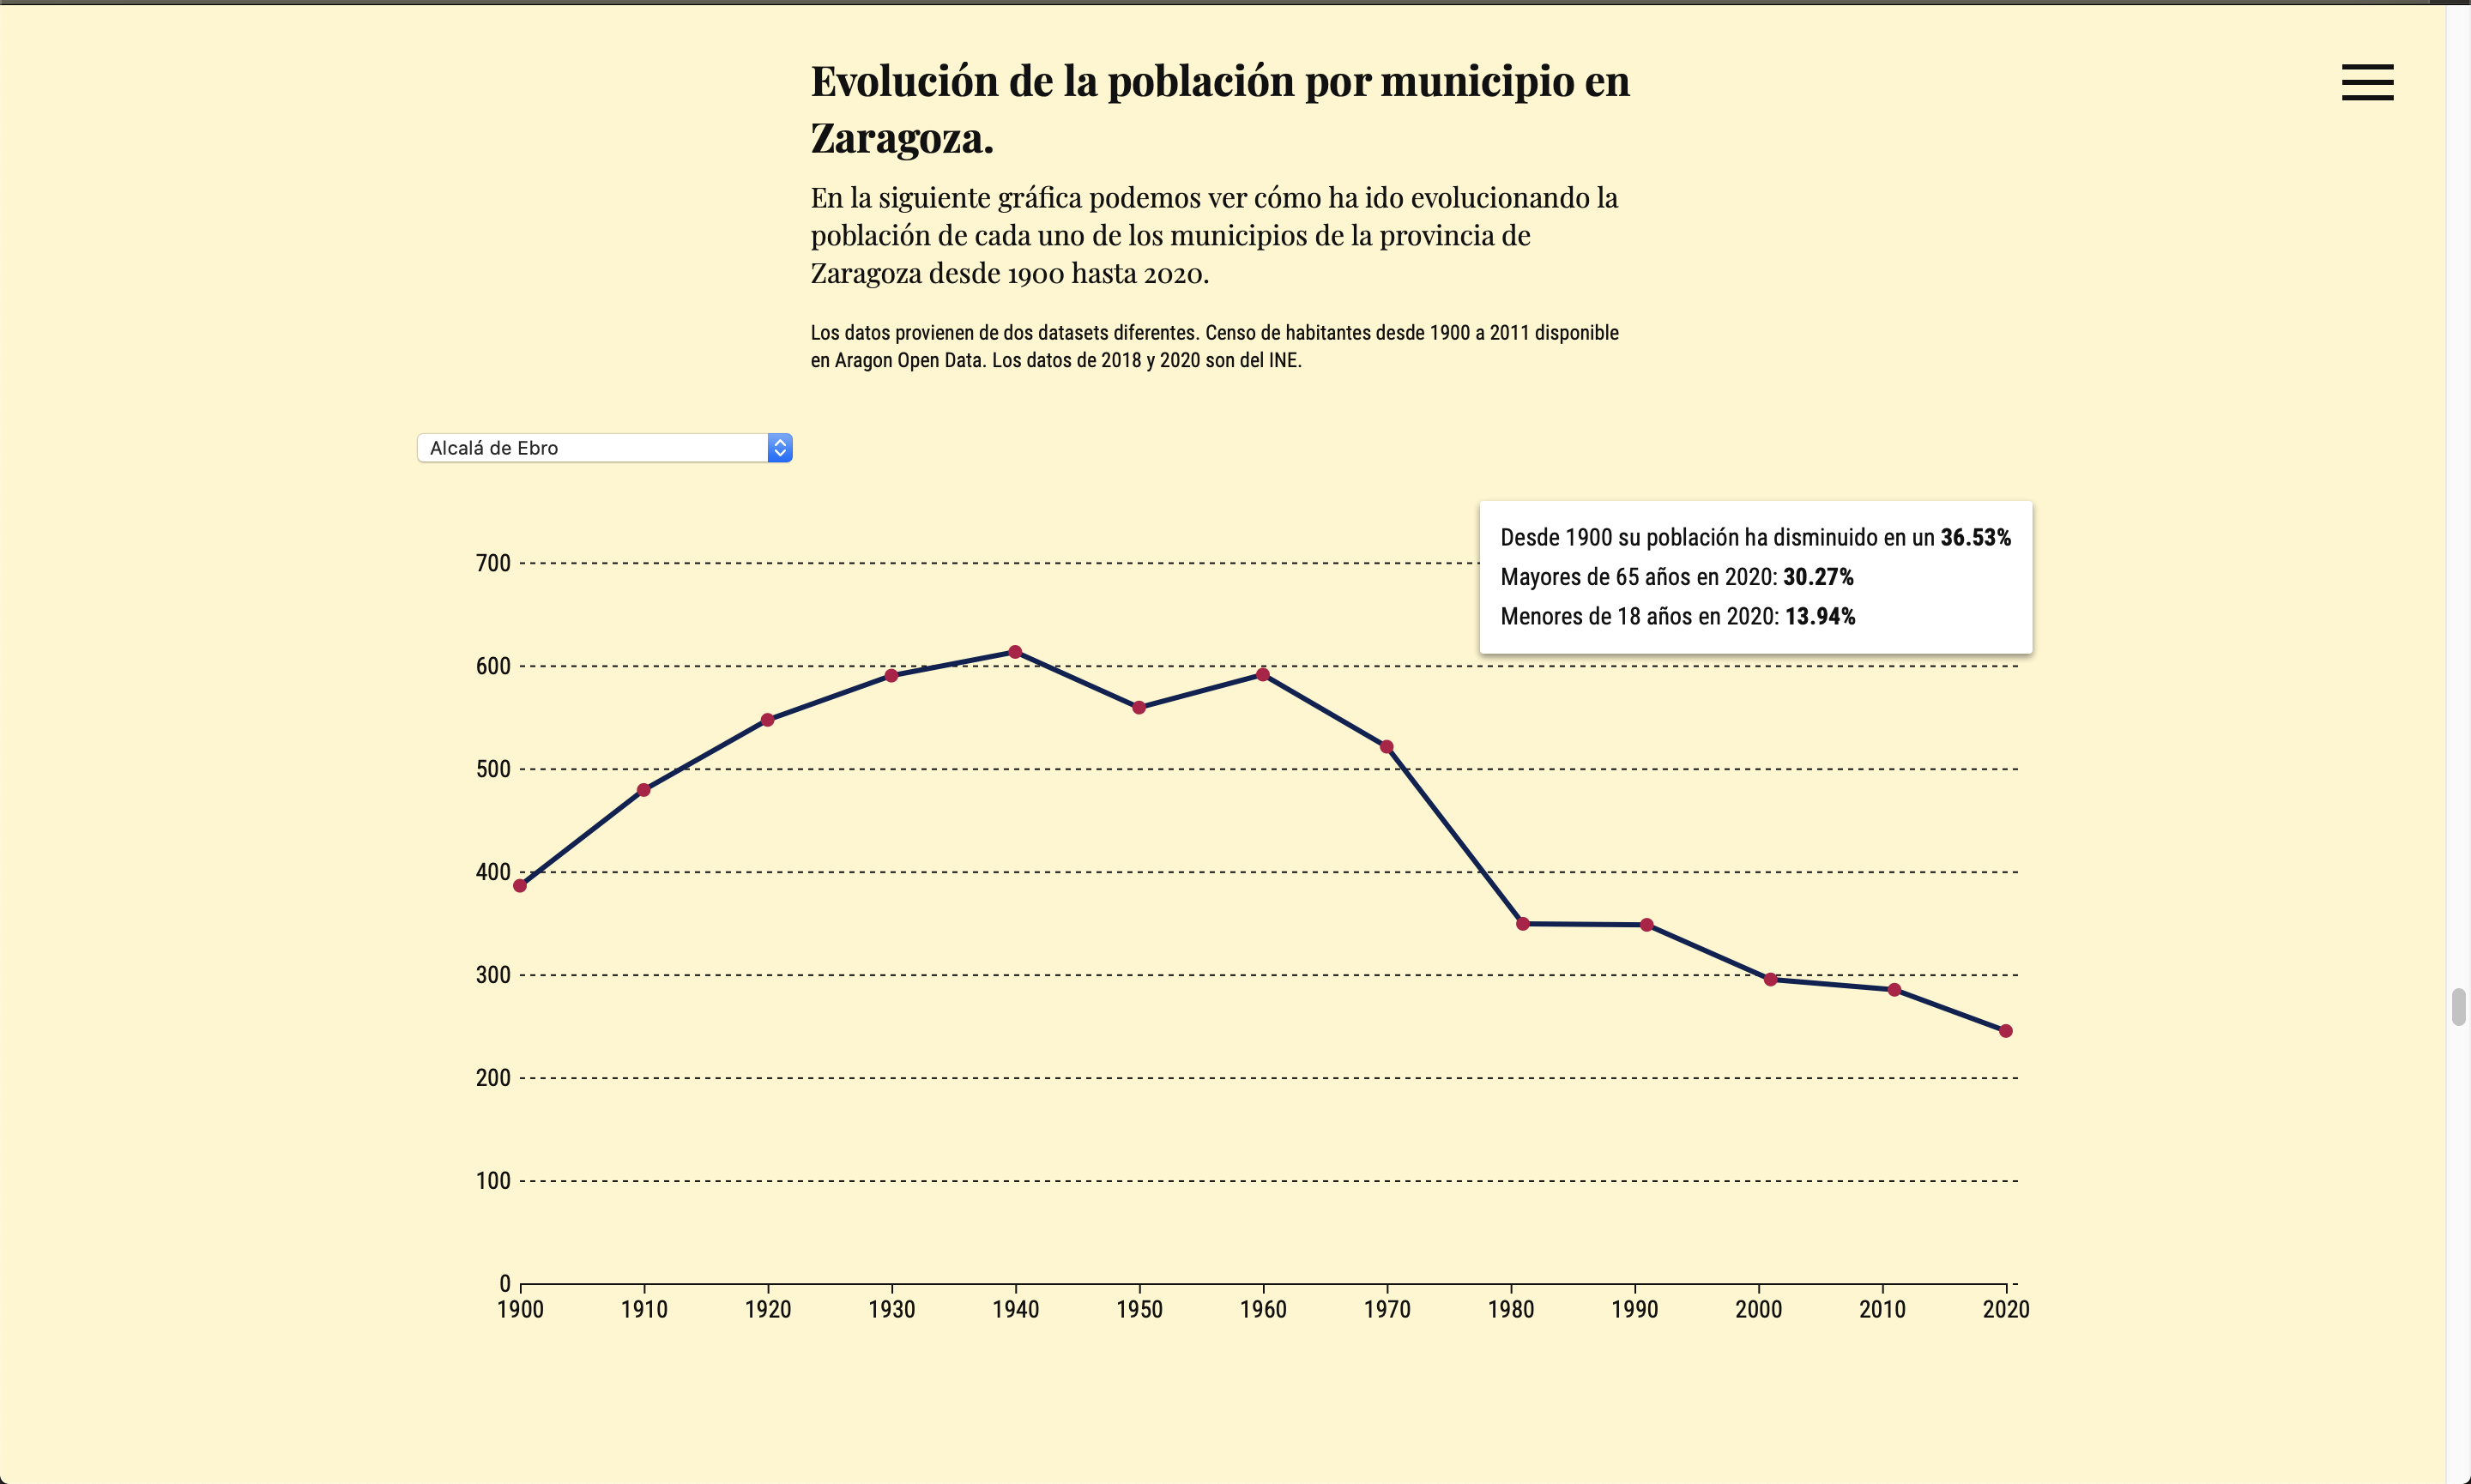 Evolución de la población por municipio en
Zaragoza.
En la siguiente gráfica podemos ver cómo ha ido evolucionando la
población de cada uno de los municipios de la provincia de
Zaragoza desde 1900 hasta 2020.
Los datos provienen de dos datasets diferentes. Censo de habitantes desde 1900 a 2011 disponible
en Aragon Open Data. Los datos de 2018 y 2020 son del INE.
Alcalá de Ebro
Desde 1900 su población ha disminuido en un 36.53%
Mayores de 65 años en 2020: 30.27%
Menores de 18 años en 2020: 13.94%
700
600
500
400
300
200
100
0
1900 1910 1920 1930 1940 1950 1960 1970 1980 1990 2000 2010 2020